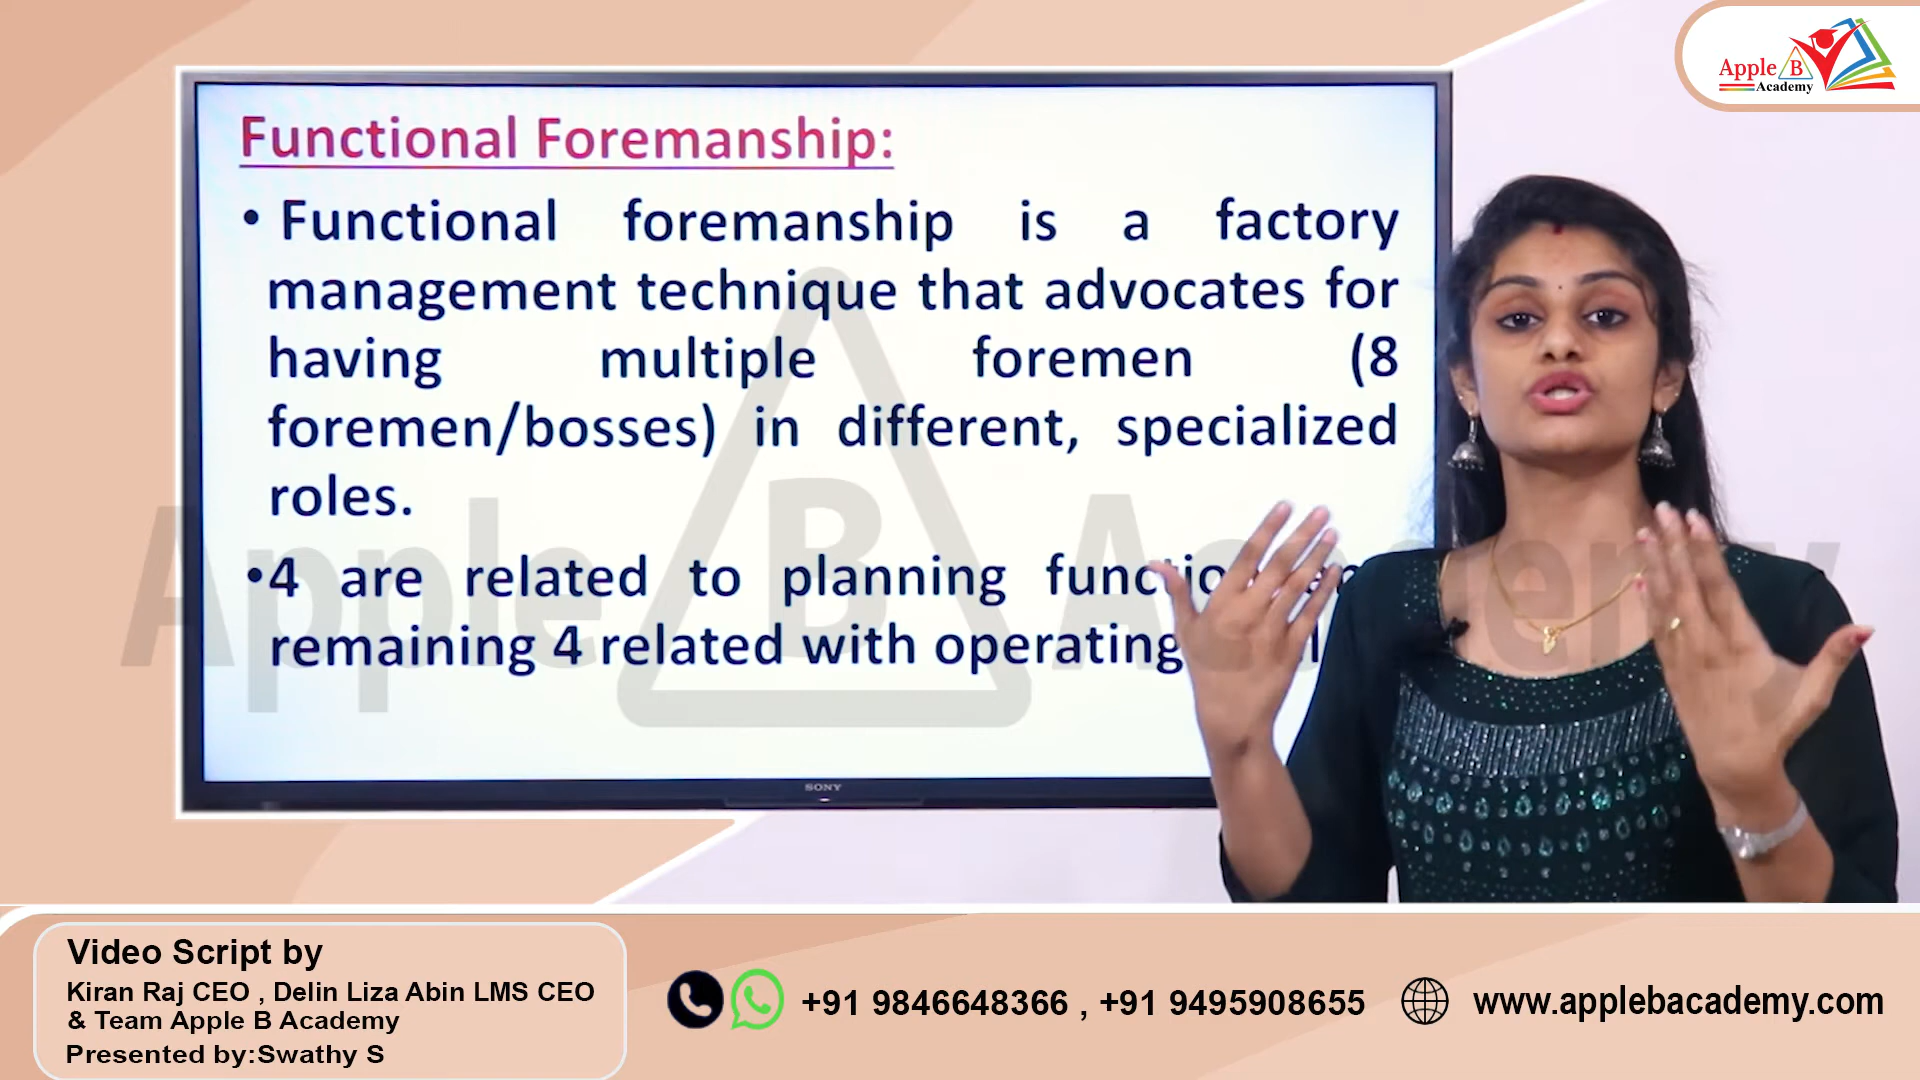 Apple B
Academy
Functional Foremanship:
• Functional foremanship is a factory
management technique that advocates for
having multiple foremen (8
foremen/bosses) in different, specialized
roles.
•4 are related to planning
remaining 4 related with operating
Apple B Academy
SONY
Video Script by
Kiran Raj CEO , Delin Liza Abin LMS CEO
& Team Apple B Academy
Presented by:Swathy S
+91 9846648366 , +91 9495908655
www.applebacademy.com